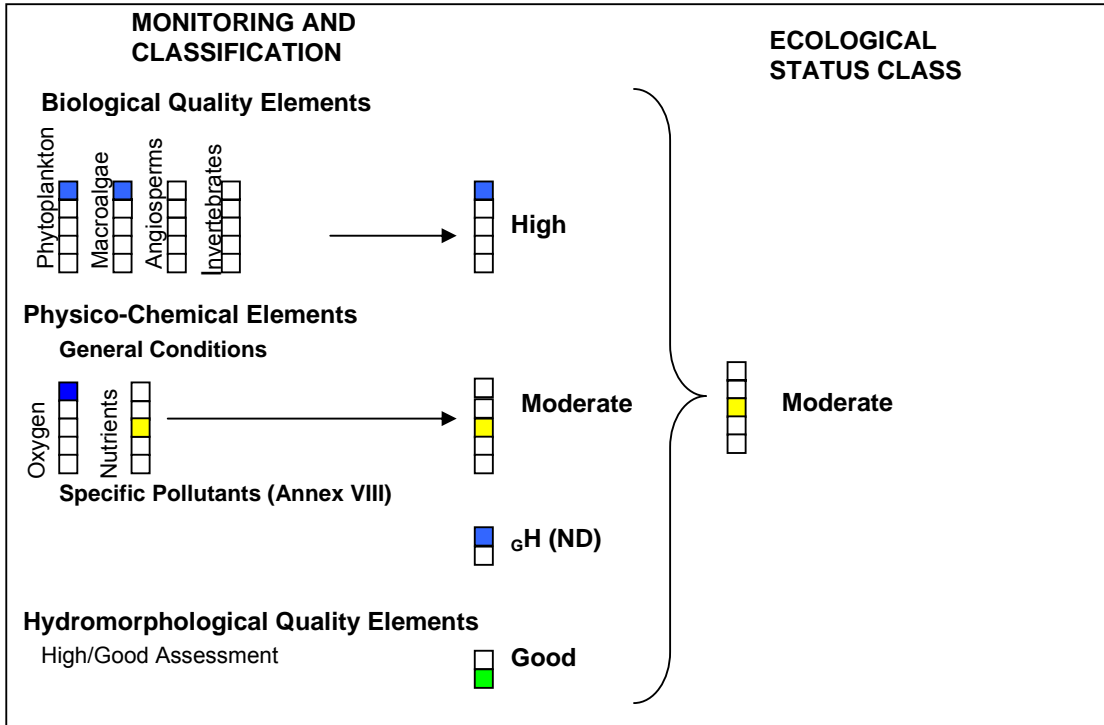 MONITORING AND
CLASSIFICATION
ECOLOGICAL
STATUS CLASS
Biological Quality Elements
Phytoplankton
Macroalgae
Angiosperms
Invertebrates
High
Physico-Chemical Elements
General Conditions
Oxygen
Nutrients
Moderate
Moderate
Specific Pollutants (Annex VIII)
GH (ND)
Hydromorphological Quality Elements
High/Good Assessment
Good